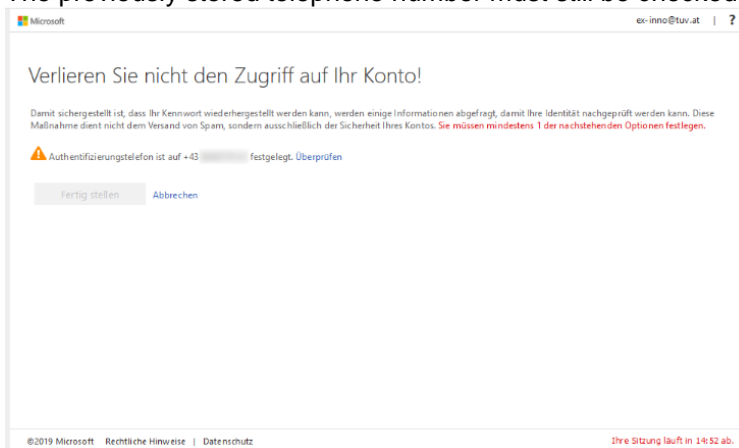 The previously stored telephone number must still be checked
Microsoft ex-inno@tuv.at | ?
Verlieren Sie nicht den Zugriff auf Ihr Konto!
Damit sichergestellt ist, dass Ihr Kennwort wiederhergestellt werden kann, werden einige Informationen abgefragt, damit Ihre Identität nachgeprüft werden kann. Diese
Maßnahme dient nicht dem Versand von Spam, sondern ausschließlich der Sicherheit Ihres Kontos. Sie müssen mindestens 1 der nachstehenden Optionen festlegen.
Authentifizierungstelefon ist auf +43 festgelegt. Überprüfen
Fertig stellen Abbrechen
©2019 Microsoft Rechtliche Hinweise | Datenschutz Ihre Sitzung läuft in 14:52 ab.